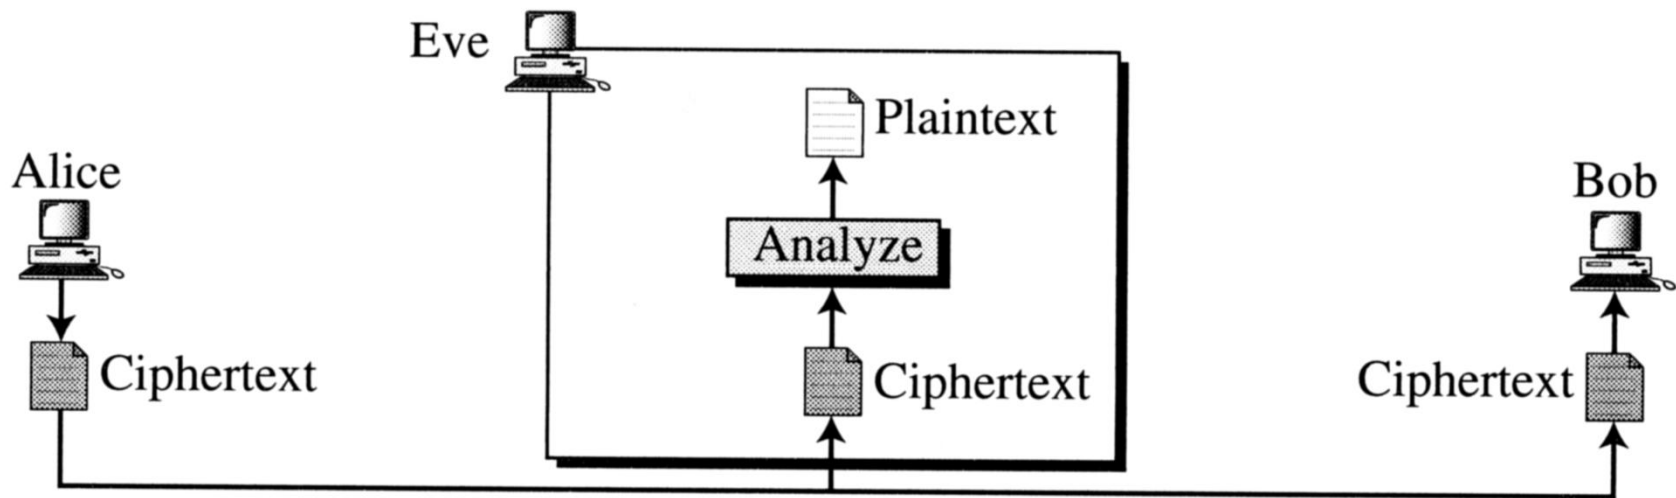 Eve
Plaintext
Alice
Bob
Analyze
Ciphertext
Ciphertext
Ciphertext